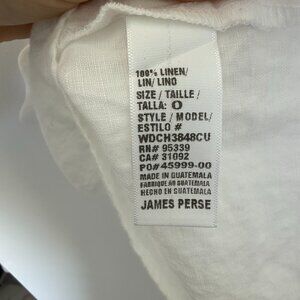 100% LINEN/
LIN/ LINO
SIZE / TAILLE /
TALLA: 0
STYLE / MODEL/
ESTILO #
WDCH3848CU
RN# 95339
CA# 31092
PO# 45999-00
MADE IN GUATEMALA
FABRIQUE AU GUATEMALA
HECHO EN GUATEMALA
JAMES PERSE